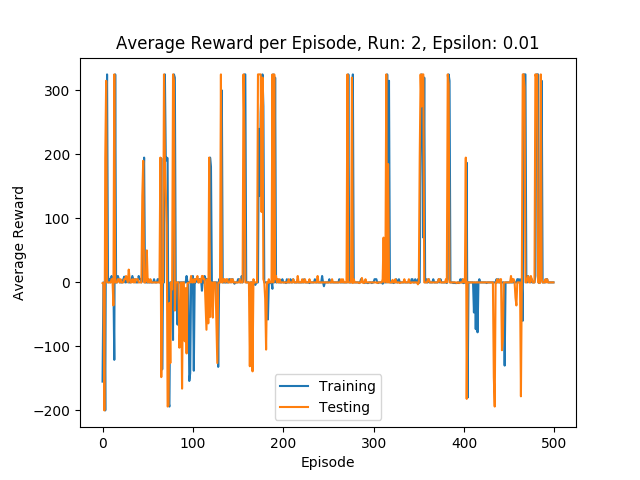 Average Reward per Episode, Run: 2, Epsilon: 0.01
Average Reward
300
200
100
0
−100
−200
Training
Testing
0 100 200 300 400 500
Episode